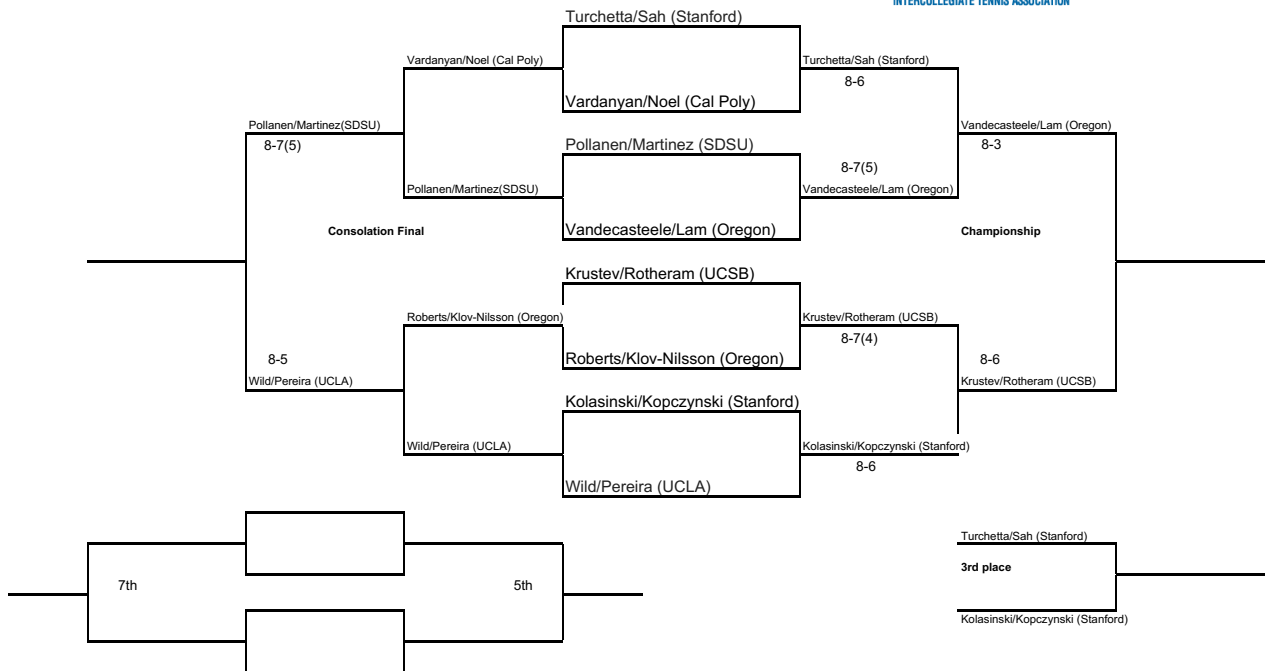 INTERCOLLEGIATE TENNIS ASSOCIATION
Turchetta/Sah (Stanford)
Vardanyan/Noel (Cal Poly)
Turchetta/Sah (Stanford)
8-6
Vardanyan/Noel (Cal Poly)
Pollanen/Martinez(SDSU)
Vandecasteele/Lam (Oregon)
8-7(5)
Pollanen/Martinez (SDSU)
8-3
8-7(5)
Pollanen/Martinez(SDSU)
Vandecasteele/Lam (Oregon)
Consolation Final
Vandecasteele/Lam (Oregon)
Championship
Krustev/Rotheram (UCSB)
Roberts/Klov-Nilsson (Oregon)
Krustev/Rotheram (UCSB)
8-7(4)
8-5
Roberts/Klov-Nilsson (Oregon)
8-6
Wild/Pereira (UCLA)
Krustev/Rotheram (UCSB)
Kolasinski/Kopczynski (Stanford)
Wild/Pereira (UCLA)
Kolasinski/Kopczynski (Stanford)
8-6
Wild/Pereira (UCLA)
Turchetta/Sah (Stanford)
3rd place
7th
5th
Kolasinski/Kopczynski (Stanford)